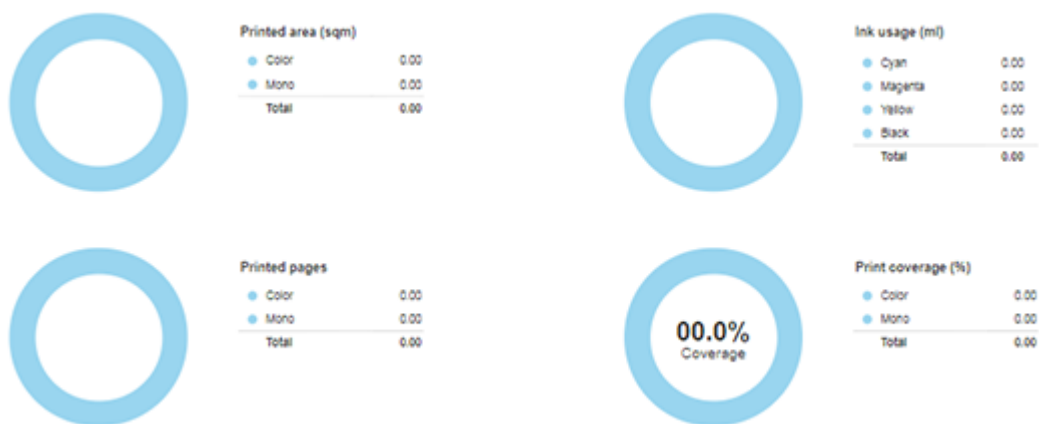 Printed area (sqm)
Color 0.00
Mono 0.00
Total 0.00
Ink usage (ml)
Cyan 0.00
Magenta 0.00
Yellow 0.00
Black 0.00
Total 0.00
Printed pages
Color 0.00
Mono 0.00
Total 0.00
00.0%
Coverage
Print coverage (%)
Color 0.00
Mono 0.00
Total 0.00